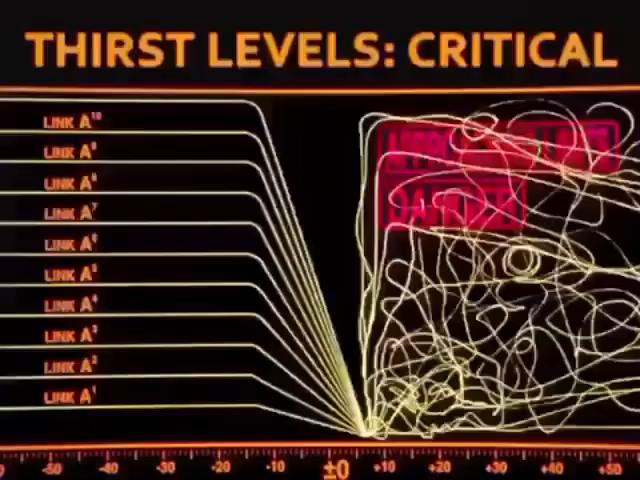 THIRST LEVELS: CRITICAL
LINK A¹⁰
LINK A⁹
LINK A⁸
LINK A⁷
LINK A⁶
LINK A⁵
LINK A⁴
LINK A³
LINK A²
LINK A¹
-50 -40 -30 -20 -10 ±0 +10 +20 +30 +40 +50